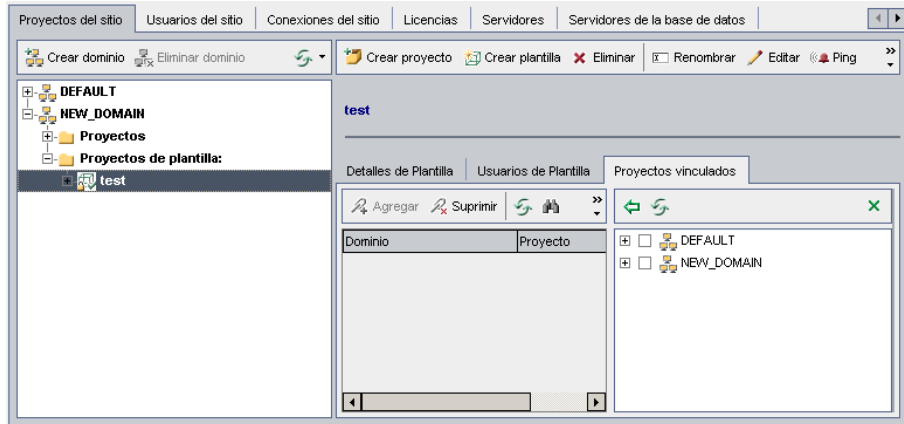 Proyectos del sitio Usuarios del sitio Conexiones del sitio Licencias Servidores Servidores de la base de datos
Crear dominio Eliminar dominio
Crear proyecto Crear plantilla Eliminar Renombrar Editar Ping
DEFAULT
NEW_DOMAIN
Proyectos
Proyectos de plantilla:
test
test
Detalles de Plantilla Usuarios de Plantilla Proyectos vinculados
Agregar Suprimir
Dominio Proyecto
DEFAULT
NEW_DOMAIN